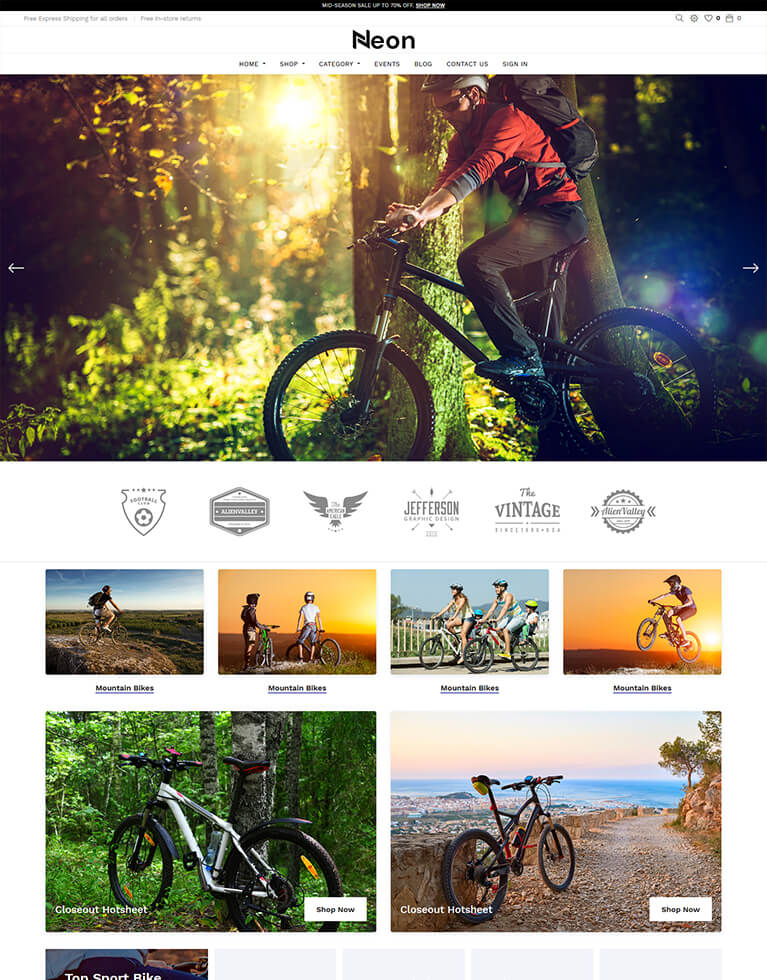 MID-SEASON SALE UP TO 70% OFF. SHOP NOW
Free Express Shipping for all orders | Free In-store returns
0 0
Neon
HOME SHOP CATEGORY EVENTS BLOG CONTACT US SIGN IN
FOOTBALL
CLUB
ALIENVALLEY
The
AMERICAN
EAGLE
JEFFERSON
GRAPHIC DESIGN
The
VINTAGE
SINCE1985★USA
AlienValley
Mountain Bikes
Mountain Bikes
Mountain Bikes
Mountain Bikes
Closeout Hotsheet
Shop Now
Closeout Hotsheet
Shop Now
Top Sport Bike